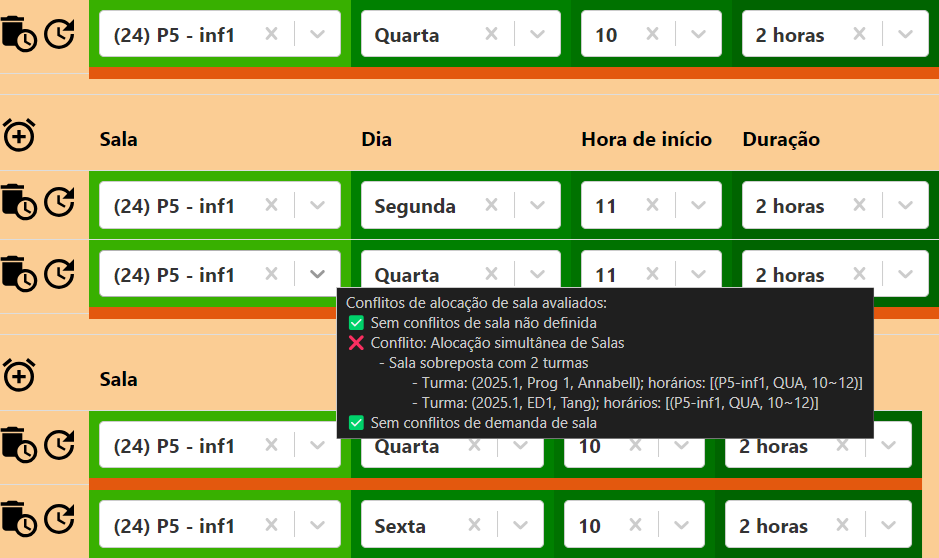 (24) P5 - inf1 Quarta 10 2 horas
Sala Dia Hora de início Duração
(24) P5 - inf1 Segunda 11 2 horas
(24) P5 - inf1 Quarta 11 2 horas
Conflitos de alocação de sala avaliados:
✅ Sem conflitos de sala não definida
❌ Conflito: Alocação simultânea de Salas
- Sala sobreposta com 2 turmas
- Turma: (2025.1, Prog 1, Annabell); horários: [(P5-inf1, QUA, 10~12)]
- Turma: (2025.1, ED1, Tang); horários: [(P5-inf1, QUA, 10~12)]
✅ Sem conflitos de demanda de sala
Sala
(24) P5 - inf1 Quarta 10 2 horas
(24) P5 - inf1 Sexta 10 2 horas